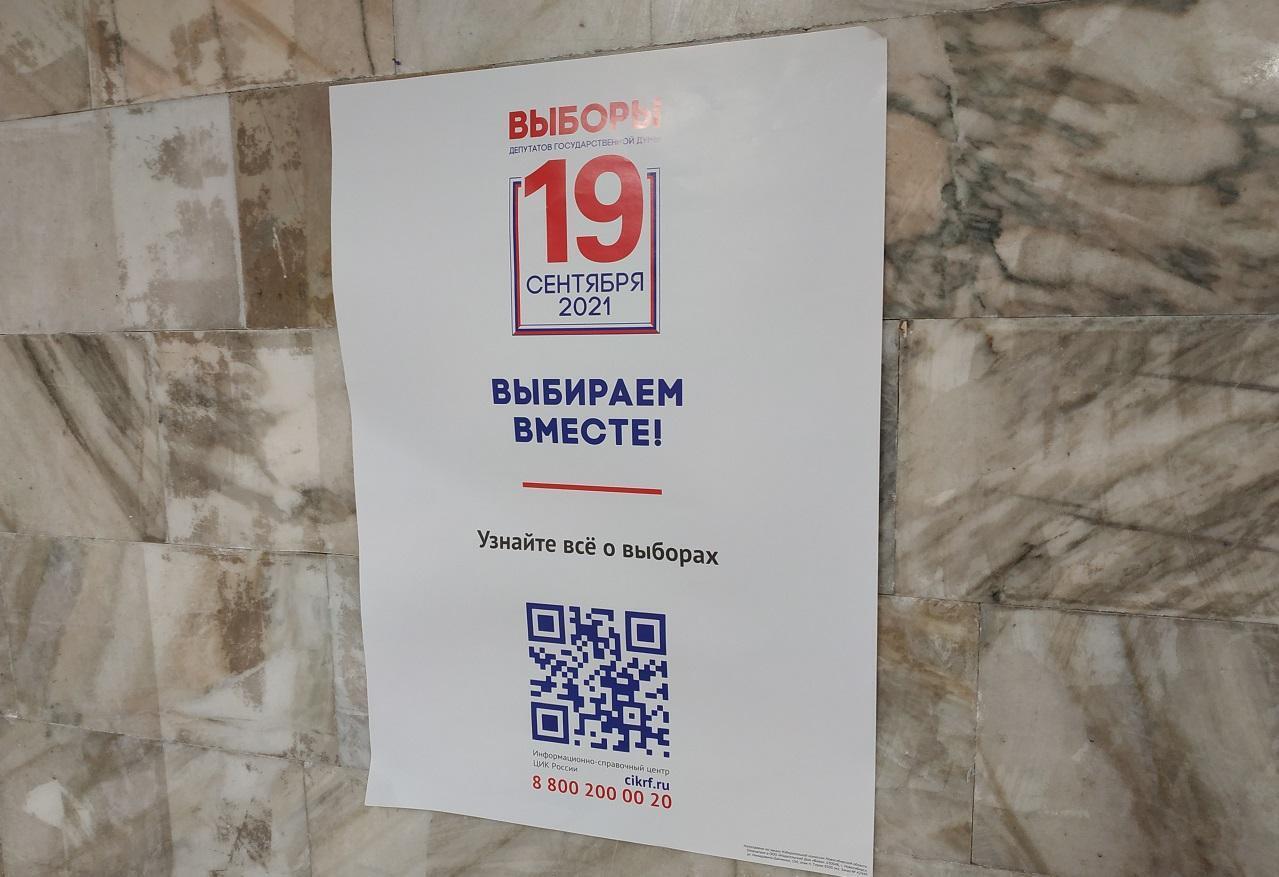 ВЫБОРЫ
ДЕПУТАТОВ ГОСУДАРСТВЕННОЙ ДУМЫ
19
СЕНТЯБРЯ
2021
ВЫБИРАЕМ
ВМЕСТЕ!
Узнайте всё о выборах
Информационно-справочный центр
ЦИК России
cikrf.ru
8 800 200 00 20